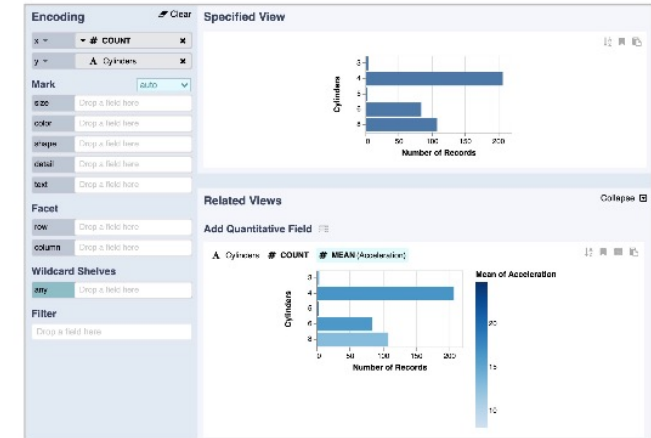 Encoding
Clear
x
# COUNT
x
y
A Cylinders
x
Mark
auto
size
Drop a field here
color
Drop a field here
shape
Drop a field here
detail
Drop a field here
text
Drop a field here
Facet
row
Drop a field here
column
Drop a field here
Wildcard Shelves
any
Drop a field here
Filter
Drop a field here
Specified View
Cylinders
3
4
5
6
8
0 50 100 150 200
Number of Records
Related Views
Collapse
Add Quantitative Field
A Cylinders # COUNT # MEAN (Acceleration)
Cylinders
3
4
5
6
8
0 50 100 150 200
Number of Records
Mean of Acceleration
20
15
10